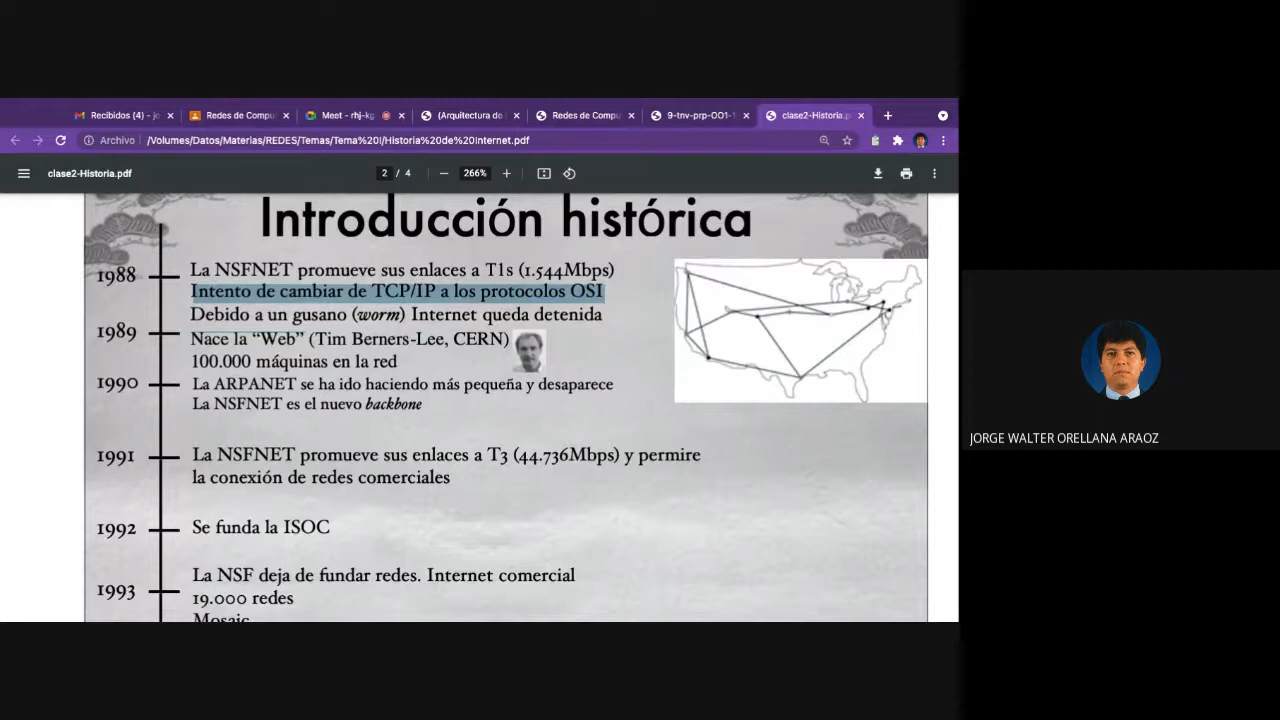 Recibidos (4) - jo
Redes de Compu
Meet - rhj-kg
(Arquitectura de
Redes de Compu
9-tnv-prp-001-1
clase2-Historia.p
Archivo
/Volumes/Datos/Materias/REDES/Temas/Tema%20I/Historia%20de%20Internet.pdf
clase2-Historia.pdf
2 / 4
266%
Introducción histórica
1988
La NSFNET promueve sus enlaces a T1s (1.544Mbps)
Intento de cambiar de TCP/IP a los protocolos OSI
Debido a un gusano (worm) Internet queda detenida
1989
Nace la “Web” (Tim Berners-Lee, CERN)
100.000 máquinas en la red
1990
La ARPANET se ha ido haciendo más pequeña y desaparece
La NSFNET es el nuevo backbone
1991
La NSFNET promueve sus enlaces a T3 (44.736Mbps) y permire
la conexión de redes comerciales
1992
Se funda la ISOC
1993
La NSF deja de fundar redes. Internet comercial
19.000 redes
Mosaic
JORGE WALTER ORELLANA ARAOZ